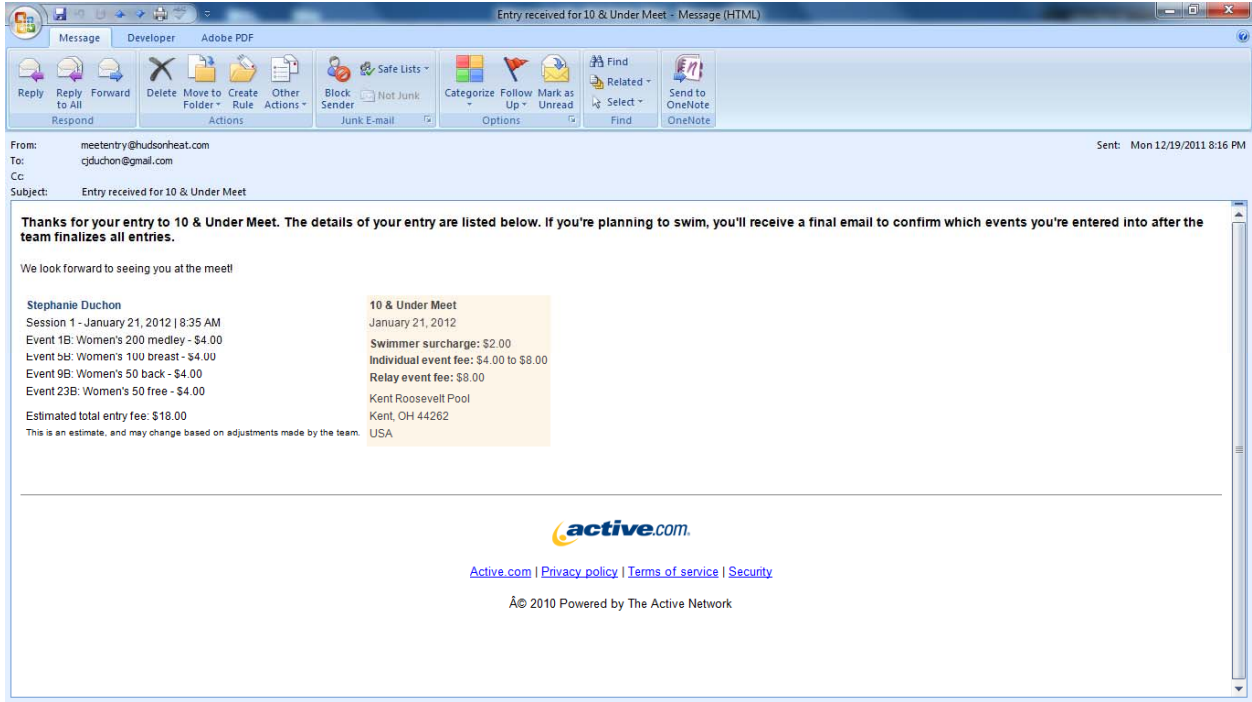 Entry received for 10 & Under Meet - Message (HTML)
Message Developer Adobe PDF
Reply Reply to All Forward
Respond
Delete Move to Folder Create Rule Other Actions
Actions
Block Sender Safe Lists Not Junk
Junk E-mail
Categorize Follow Up Mark as Unread
Options
Find Related Select
Find
Send to OneNote
OneNote
From: meetentry@hudsonheat.com
Sent: Mon 12/19/2011 8:16 PM
To: cjduchon@gmail.com
Cc
Subject: Entry received for 10 & Under Meet
Thanks for your entry to 10 & Under Meet. The details of your entry are listed below. If you're planning to swim, you'll receive a final email to confirm which events you're entered into after the
team finalizes all entries.
We look forward to seeing you at the meet!
Stephanie Duchon
Session 1 - January 21, 2012 | 8:35 AM
Event 1B: Women's 200 medley - $4.00
Event 5B: Women's 100 breast - $4.00
Event 9B: Women's 50 back - $4.00
Event 23B: Women's 50 free - $4.00
Estimated total entry fee: $18.00
This is an estimate, and may change based on adjustments made by the team.
10 & Under Meet
January 21, 2012
Swimmer surcharge: $2.00
Individual event fee: $4.00 to $8.00
Relay event fee: $8.00
Kent Roosevelt Pool
Kent, OH 44262
USA
active.com
Active.com | Privacy policy | Terms of service | Security
Â© 2010 Powered by The Active Network